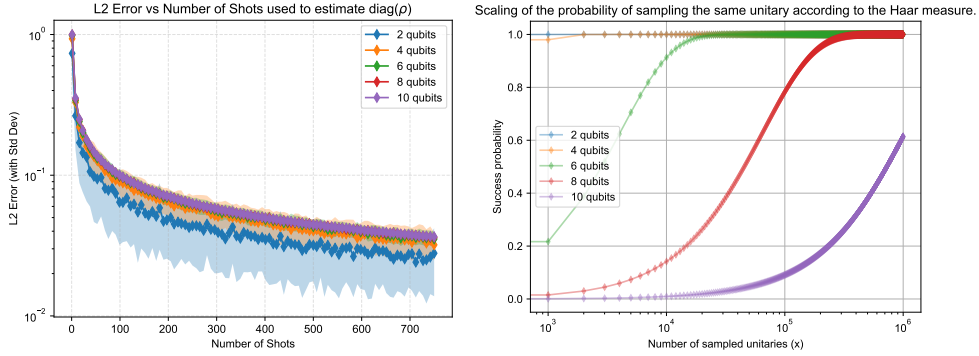 L2 Error vs Number of Shots used to estimate diag(ρ)
L2 Error (with Std Dev)
10⁰
10⁻¹
10⁻²
2 qubits
4 qubits
6 qubits
8 qubits
10 qubits
0 100 200 300 400 500 600 700
Number of Shots
Scaling of the probability of sampling the same unitary according to the Haar measure.
Success probability
1.0
0.8
0.6
0.4
0.2
0.0
2 qubits
4 qubits
6 qubits
8 qubits
10 qubits
10³ 10⁴ 10⁵ 10⁶
Number of sampled unitaries (x)